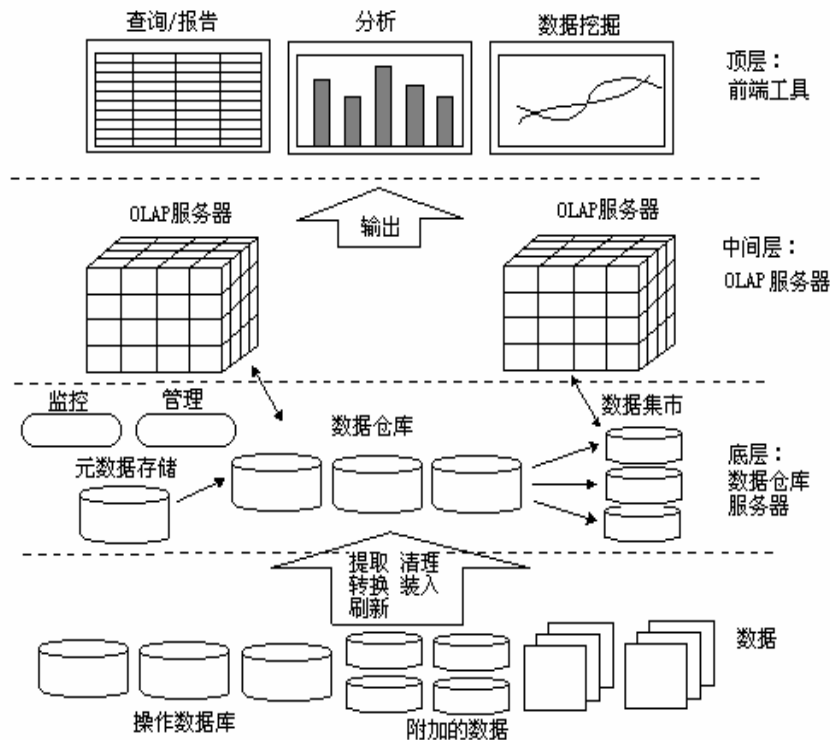 查询/报告
分析
数据挖掘
顶层：
前端工具
OLAP服务器
输出
OLAP服务器
中间层：
OLAP 服务器
监控
管理
数据仓库
数据集市
元数据存储
底层：
数据仓库
服务器
提取 清理
转换 装入
刷新
数据
操作数据库
附加的数据